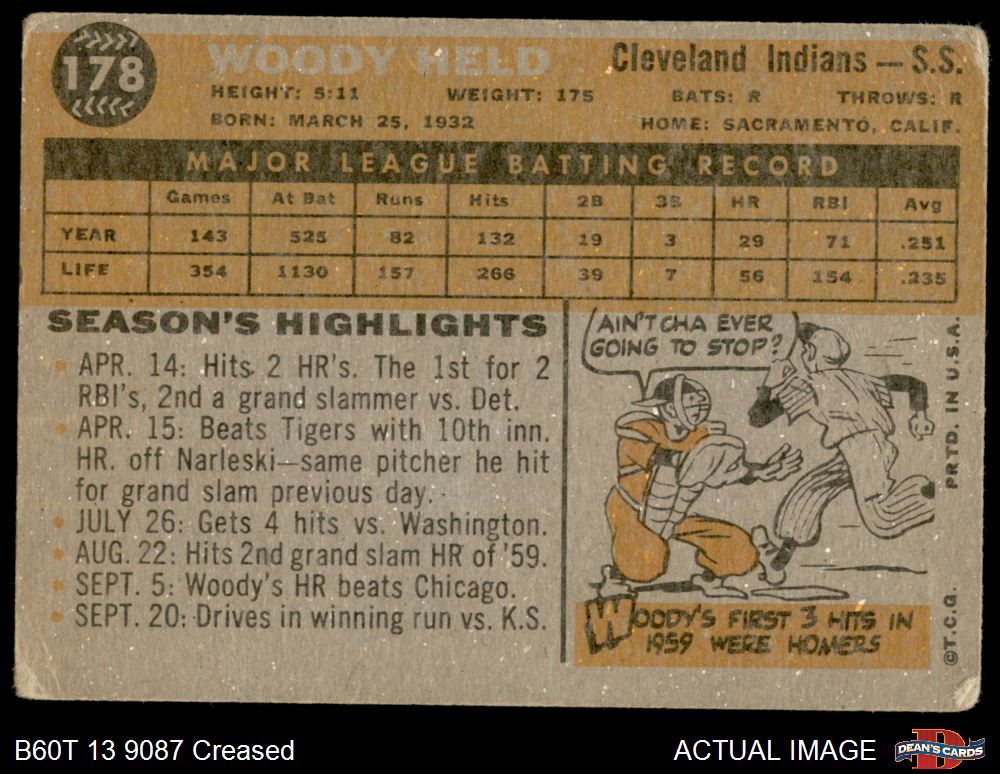 178
WOODY HELD
Cleveland Indians — S.S.
HEIGHT: 5:11 WEIGHT: 175 BATS: R THROWS: R
BORN: MARCH 25, 1932 HOME: SACRAMENTO, CALIF.
MAJOR LEAGUE BATTING RECORD
Games At Bat Runs Hits 2B 3B HR RBI Avg
YEAR 143 525 82 132 19 3 29 71 .251
LIFE 354 1130 157 266 39 7 56 154 .235
SEASON'S HIGHLIGHTS
• APR. 14: Hits 2 HR's. The 1st for 2
RBI's, 2nd a grand slammer vs. Det.
• APR. 15: Beats Tigers with 10th inn.
HR. off Narleski—same pitcher he hit
for grand slam previous day.
• JULY 26: Gets 4 hits vs. Washington.
• AUG. 22: Hits 2nd grand slam HR of '59.
• SEPT. 5: Woody's HR beats Chicago.
• SEPT. 20: Drives in winning run vs. K.S.
AIN'T CHA EVER
GOING TO STOP?
WOODY'S FIRST 3 HITS IN
1959 WERE HOMERS
©T.C.G. PRTD. IN U.S.A.
B60T 13 9087 Creased
ACTUAL IMAGE
D
DEAN'S CARDS